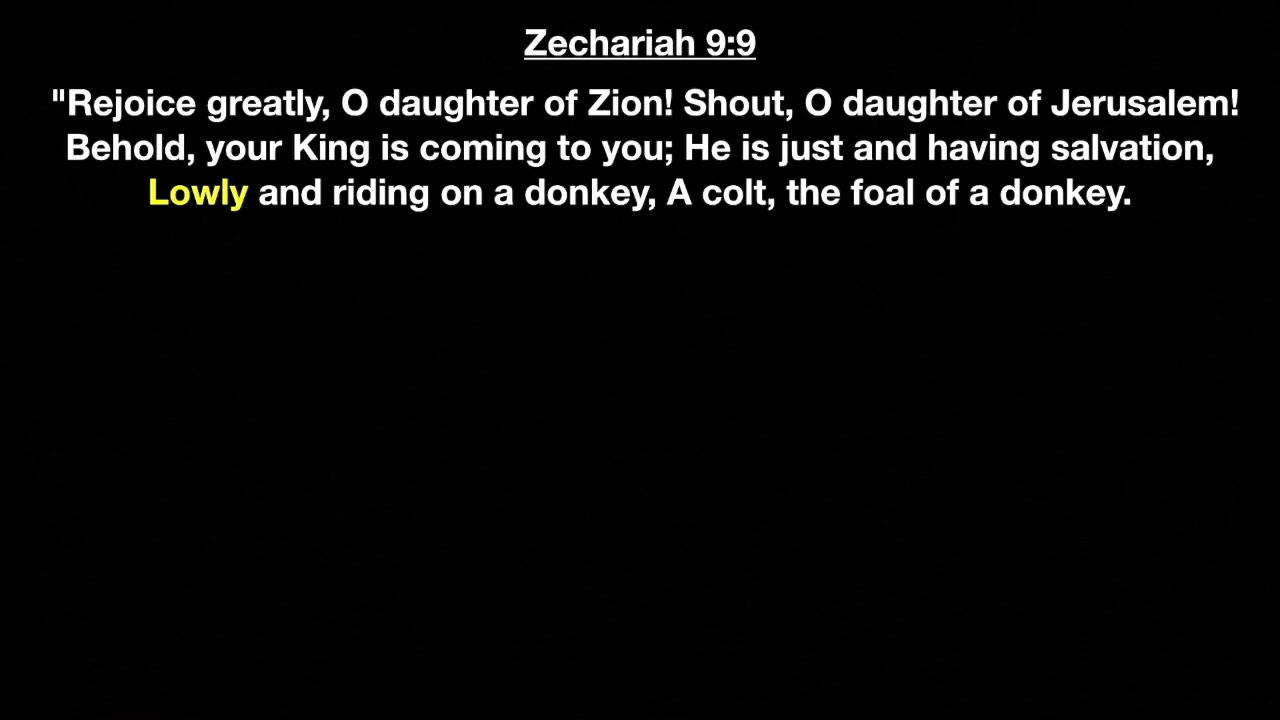 Zechariah 9:9
"Rejoice greatly, O daughter of Zion! Shout, O daughter of Jerusalem!
Behold, your King is coming to you; He is just and having salvation,
Lowly and riding on a donkey, A colt, the foal of a donkey.